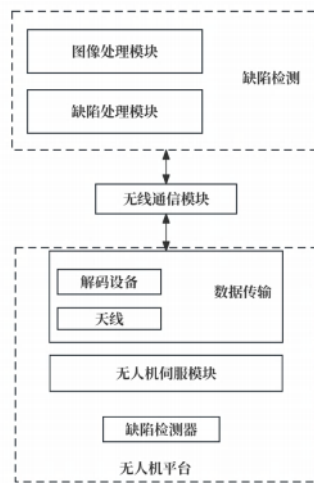 图像处理模块
缺陷检测
缺陷处理模块
无线通信模块
解码设备
数据传输
天线
无人机伺服模块
缺陷检测器
无人机平台